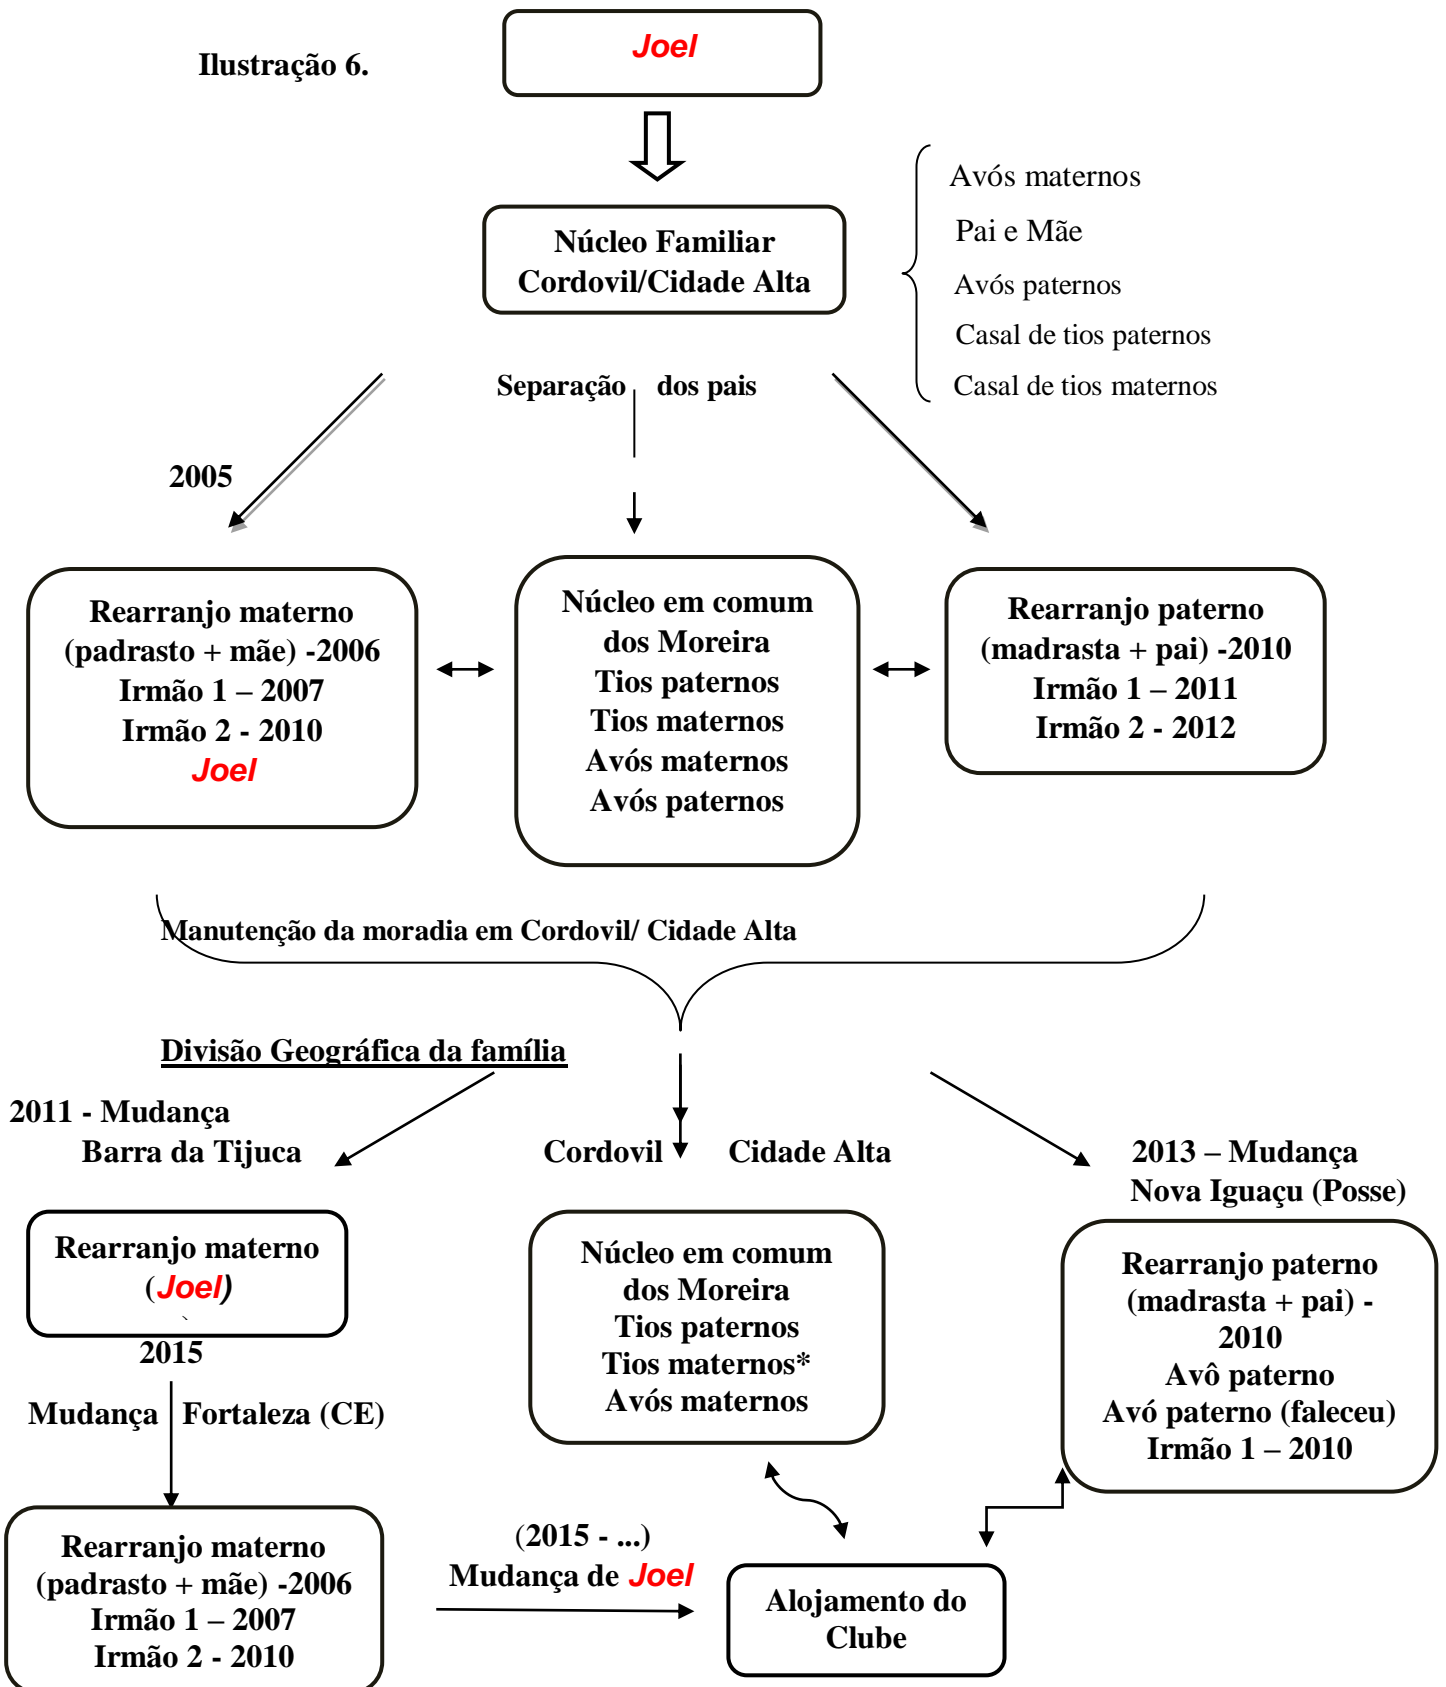 Ilustração 6.
Joel
Núcleo Familiar
Cordovil/Cidade Alta
Avós maternos
Pai e Mãe
Avós paternos
Casal de tios paternos
Casal de tios maternos
Separação dos pais
2005
Rearranjo materno
(padrasto + mãe) -2006
Irmão 1 – 2007
Irmão 2 - 2010
Joel
Núcleo em comum
dos Moreira
Tios paternos
Tios maternos
Avós maternos
Avós paternos
Rearranjo paterno
(madrasta + pai) -2010
Irmão 1 – 2011
Irmão 2 - 2012
Manutenção da moradia em Cordovil/ Cidade Alta
Divisão Geográfica da família
2011 - Mudança
Barra da Tijuca
Cordovil Cidade Alta
2013 – Mudança
Nova Iguaçu (Posse)
Rearranjo materno
(Joel)
`
2015
Mudança Fortaleza (CE)
Núcleo em comum
dos Moreira
Tios paternos
Tios maternos*
Avós maternos
Rearranjo paterno
(madrasta + pai) -
2010
Avô paterno
Avó paterno (faleceu)
Irmão 1 – 2010
Rearranjo materno
(padrasto + mãe) -2006
Irmão 1 – 2007
Irmão 2 - 2010
(2015 - ...)
Mudança de Joel
Alojamento do
Clube